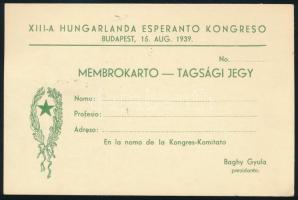 XIII-A HUNGARLANDA ESPERANTO KONGRESO
BUDAPEST, 15. AUG. 1939.
No.
MEMBROKARTO — TAGSÁGI JEGY
Nomo:
Profesio:
Adreso:
En la nomo de la Kongres-Komitato
Baghy Gyula
prezidanto.